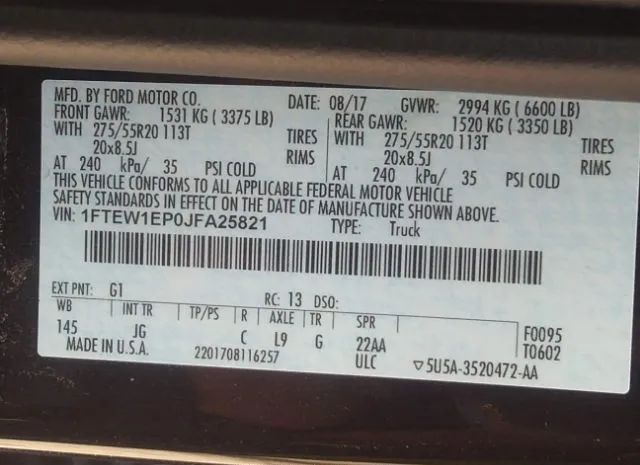 MFD. BY FORD MOTOR CO. DATE: 08/17 GVWR: 2994 KG ( 6600 LB)
FRONT GAWR: 1531 KG ( 3375 LB) REAR GAWR: 1520 KG ( 3350 LB)
WITH 275/55R20 113T TIRES WITH 275/55R20 113T TIRES
20x8.5J RIMS 20x8.5J RIMS
AT 240 kPa/ 35 PSI COLD AT 240 kPa/ 35 PSI COLD
THIS VEHICLE CONFORMS TO ALL APPLICABLE FEDERAL MOTOR VEHICLE
SAFETY STANDARDS IN EFFECT ON THE DATE OF MANUFACTURE SHOWN ABOVE.
VIN: 1FTEW1EP0JFA25821 TYPE: Truck
EXT PNT: G1 RC: 13 DSO:
WB INT TR TP/PS R AXLE TR SPR F0095
145 JG C L9 G 22AA T0602
MADE IN U.S.A. 2201708116257 ULC ▽5U5A-3520472-AA